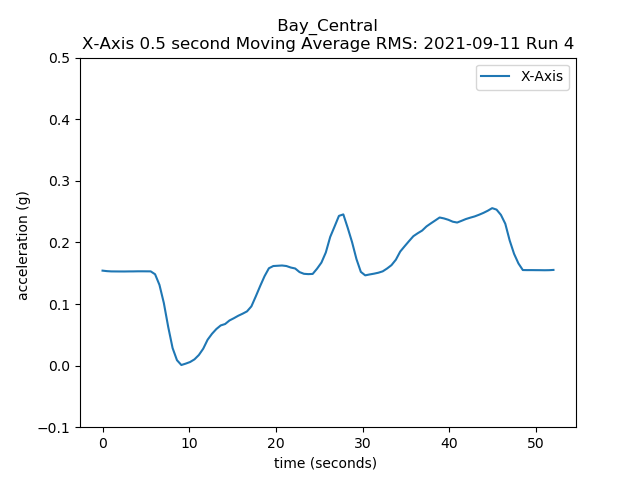 Bay_Central
X-Axis 0.5 second Moving Average RMS: 2021-09-11 Run 4
X-Axis
acceleration (g)
0.5
0.4
0.3
0.2
0.1
0.0
−0.1
0 10 20 30 40 50
time (seconds)